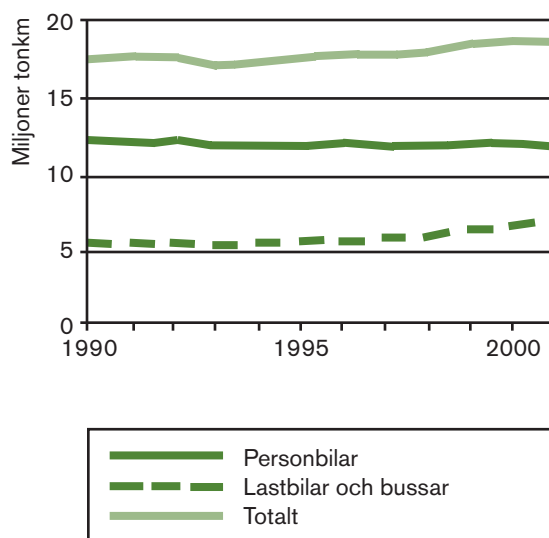 Miljoner tonkm
20
15
10
5
0
1990 1995 2000
Personbilar
Lastbilar och bussar
Totalt